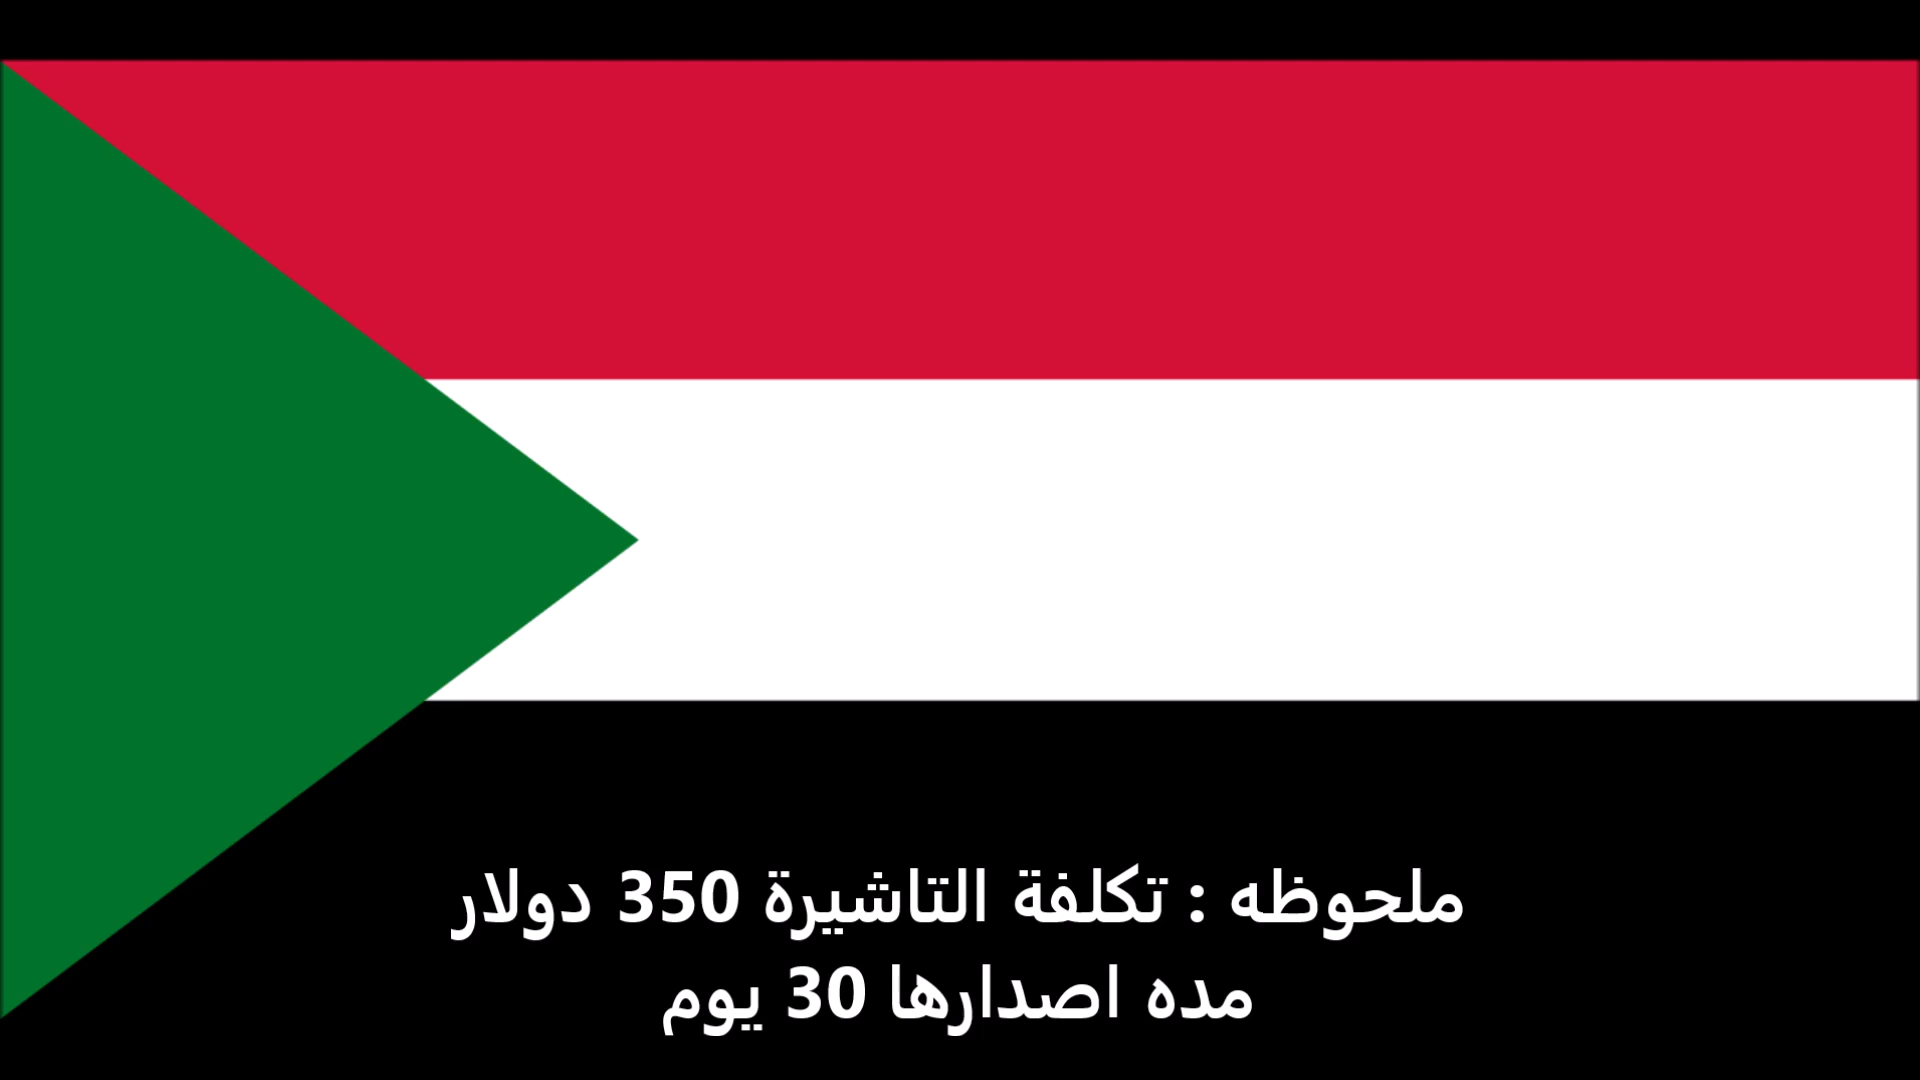 ملحوظه : تكلفة التاشيرة 350 دولار
مده اصدارها 30 يوم